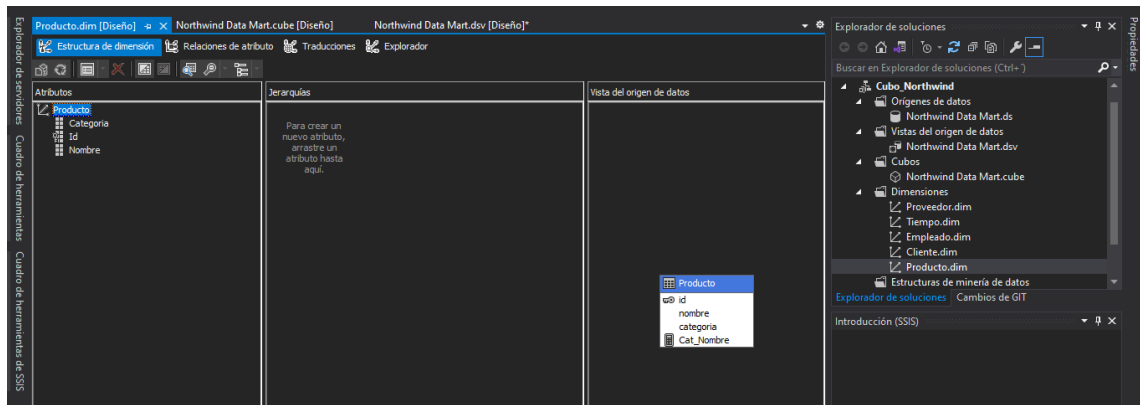 Producto.dim [Diseño]
Northwind Data Mart.cube [Diseño]
Northwind Data Mart.dsv [Diseño]*
Estructura de dimensión
Relaciones de atributo
Traducciones
Explorador
Atributos
Producto
Categoria
Id
Nombre
Jerarquías
Para crear un
nuevo atributo,
arrastre un
atributo hasta
aquí.
Vista del origen de datos
Producto
id
nombre
categoria
Cat_Nombre
Explorador de servidores
Cuadro de herramientas
Cuadro de herramientas de SSIS
Explorador de soluciones
Buscar en Explorador de soluciones (Ctrl+´)
Cubo_Northwind
Orígenes de datos
Northwind Data Mart.ds
Vistas del origen de datos
Northwind Data Mart.dsv
Cubos
Northwind Data Mart.cube
Dimensiones
Proveedor.dim
Tiempo.dim
Empleado.dim
Cliente.dim
Producto.dim
Estructuras de minería de datos
Explorador de soluciones
Cambios de GIT
Introducción (SSIS)
Propiedades